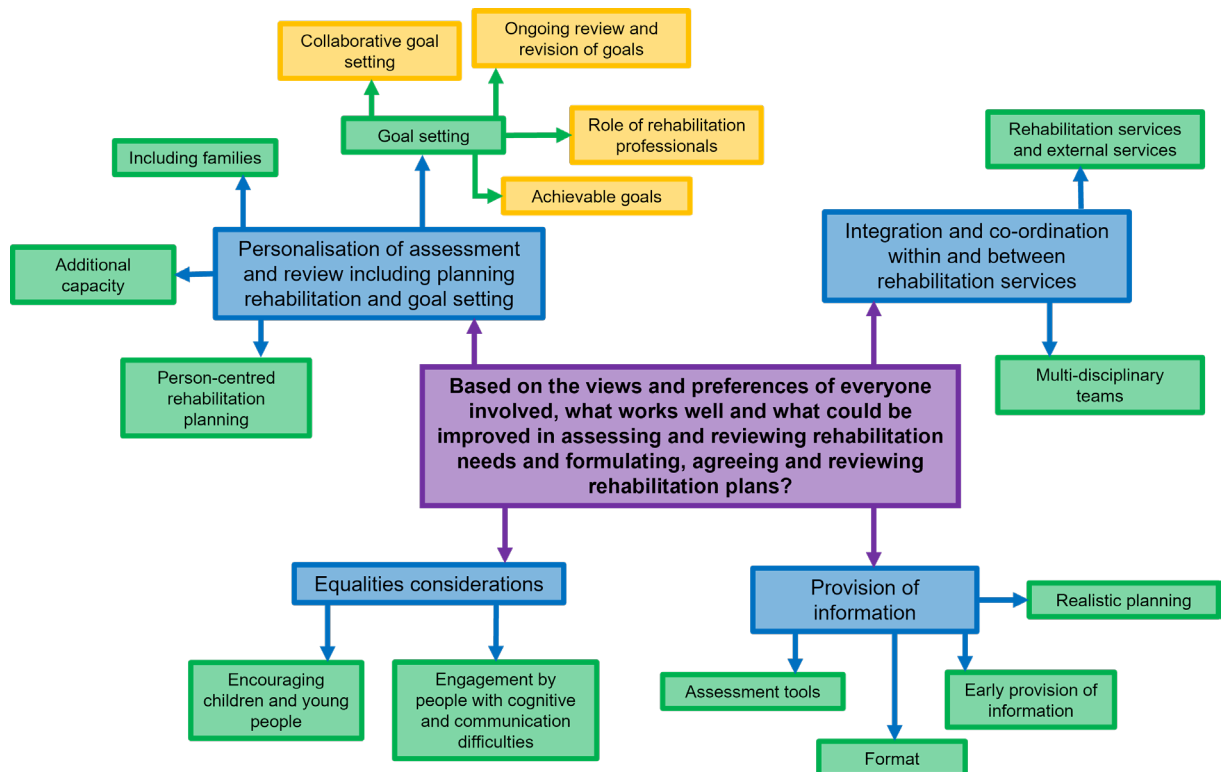 Collaborative goal
setting
Ongoing review and
revision of goals
Goal setting
Role of rehabilitation
professionals
Achievable goals
Including families
Rehabilitation services
and external services
Personalisation of assessment
and review including planning
rehabilitation and goal setting
Additional
capacity
Person-centred
rehabilitation
planning
Integration and co-ordination
within and between
rehabilitation services
Multi-disciplinary
teams
Based on the views and preferences of everyone
involved, what works well and what could be
improved in assessing and reviewing rehabilitation
needs and formulating, agreeing and reviewing
rehabilitation plans?
Equalities considerations
Encouraging
children and young
people
Engagement by
people with cognitive
and communication
difficulties
Provision of
information
Realistic planning
Assessment tools
Early provision of
information
Format